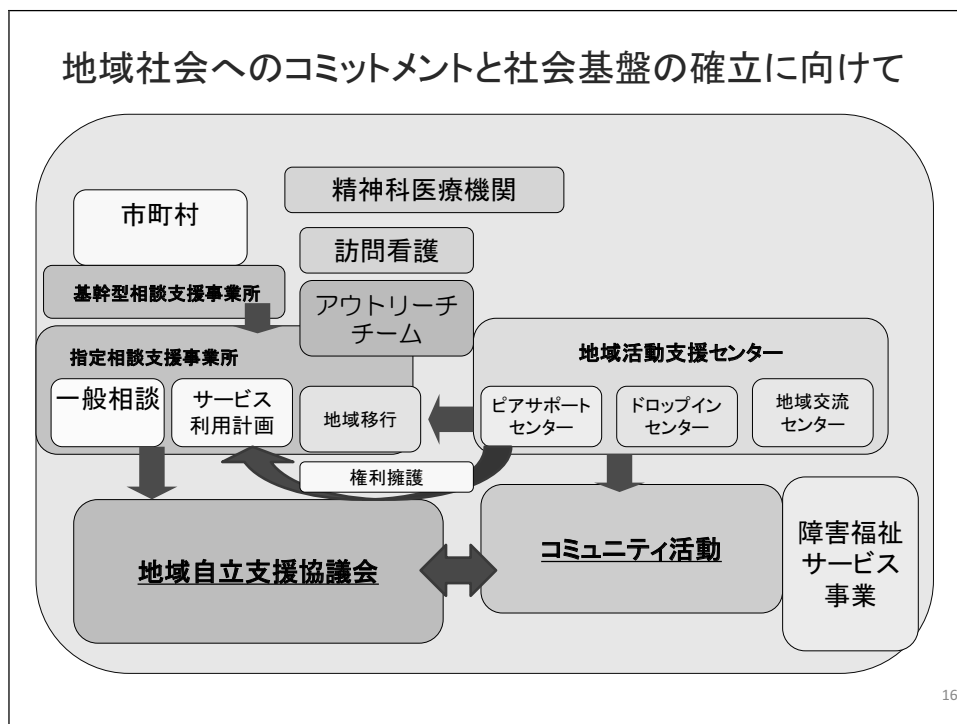 地域社会へのコミットメントと社会基盤の確立に向けて
精神科医療機関
市町村
訪問看護
基幹型相談支援事業所
アウトリーチ
チーム
指定相談支援事業所
地域活動支援センター
一般相談
サービス
利用計画
地域移行
ピアサポート
センター
ドロップイン
センター
地域交流
センター
権利擁護
地域自立支援協議会
コミュニティ活動
障害福祉
サービス
事業
16